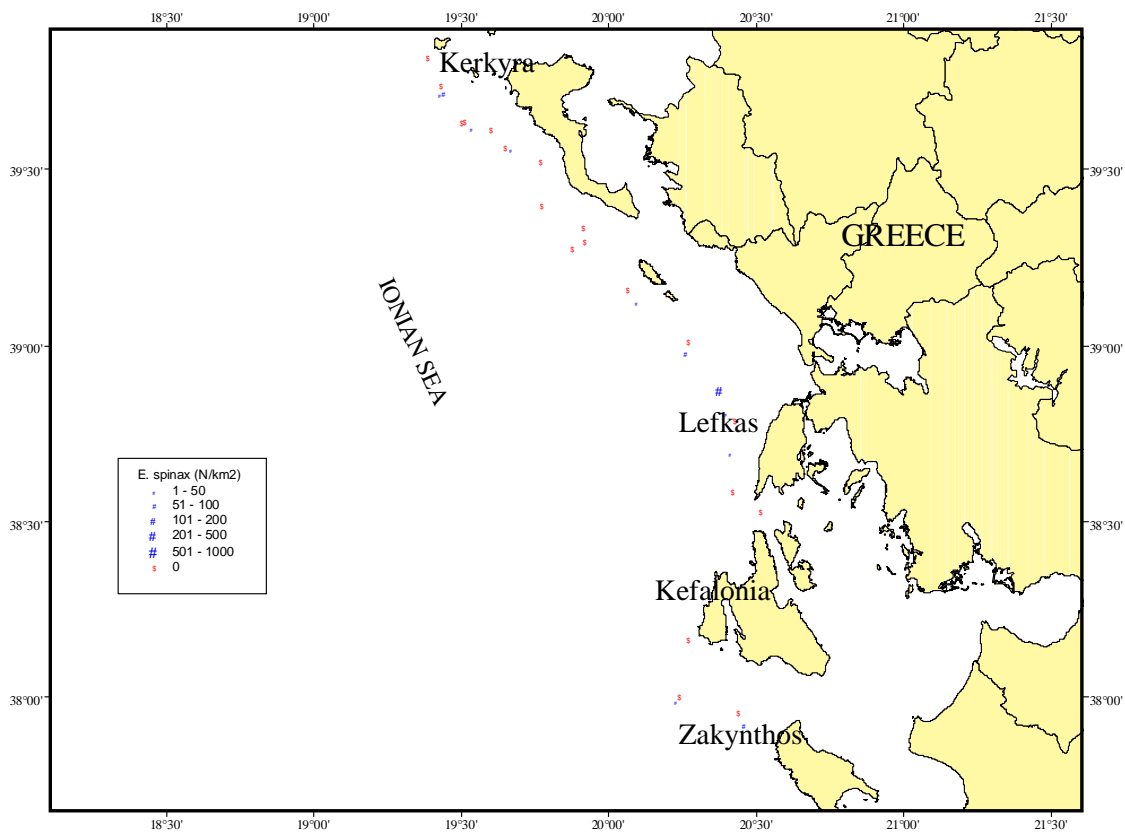 18°30' 19°00' 19°30' 20°00' 20°30' 21°00' 21°30'
Kerkyra
39°30' 39°30'
GREECE
IONIAN SEA
39°00' 39°00'
Lefkas
E. spinax (N/km2)
# 1 - 50
# 51 - 100
# 101 - 200
# 201 - 500
# 501 - 1000
$ 0
38°30' 38°30'
Kefalonia
38°00' 38°00'
Zakynthos
18°30' 19°00' 19°30' 20°00' 20°30' 21°00' 21°30'